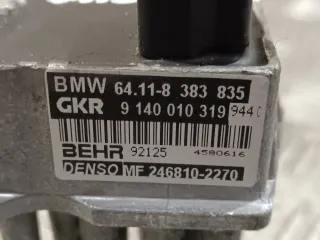 BMW 64.11-8 383 835
GKR 9 140 010 319 944
BEHR 92125 4580616
DENSO MF 246810-2270